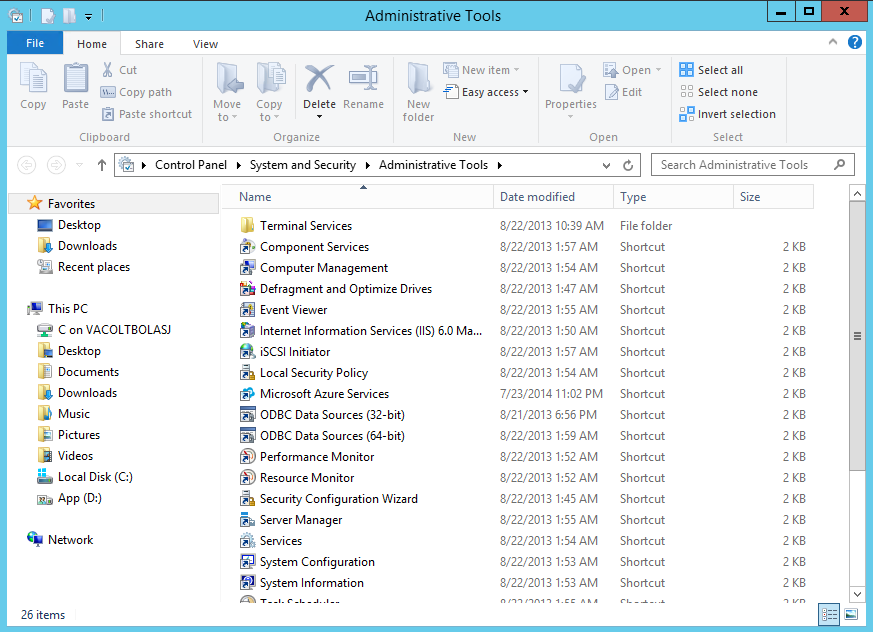 Administrative Tools
File Home Share View
Copy
Paste
Cut
Copy path
Paste shortcut
Clipboard
Move to
Copy to
Delete
Rename
Organize
New folder
New item
Easy access
New
Properties
Open
Edit
Open
Select all
Select none
Invert selection
Select
Control Panel System and Security Administrative Tools
Search Administrative Tools
Favorites
Desktop
Downloads
Recent places
This PC
C on VACOLTBOLASJ
Desktop
Documents
Downloads
Music
Pictures
Videos
Local Disk (C:)
App (D:)
Network
Name Date modified Type Size
Terminal Services 8/22/2013 10:39 AM File folder
Component Services 8/22/2013 1:57 AM Shortcut 2 KB
Computer Management 8/22/2013 1:54 AM Shortcut 2 KB
Defragment and Optimize Drives 8/22/2013 1:47 AM Shortcut 2 KB
Event Viewer 8/22/2013 1:55 AM Shortcut 2 KB
Internet Information Services (IIS) 6.0 Ma... 8/22/2013 1:50 AM Shortcut 2 KB
iSCSI Initiator 8/22/2013 1:57 AM Shortcut 2 KB
Local Security Policy 8/22/2013 1:54 AM Shortcut 2 KB
Microsoft Azure Services 7/23/2014 11:02 PM Shortcut 2 KB
ODBC Data Sources (32-bit) 8/21/2013 6:56 PM Shortcut 2 KB
ODBC Data Sources (64-bit) 8/22/2013 1:59 AM Shortcut 2 KB
Performance Monitor 8/22/2013 1:52 AM Shortcut 2 KB
Resource Monitor 8/22/2013 1:52 AM Shortcut 2 KB
Security Configuration Wizard 8/22/2013 1:45 AM Shortcut 2 KB
Server Manager 8/22/2013 1:55 AM Shortcut 2 KB
Services 8/22/2013 1:54 AM Shortcut 2 KB
System Configuration 8/22/2013 1:53 AM Shortcut 2 KB
System Information 8/22/2013 1:53 AM Shortcut 2 KB
Task Scheduler 8/22/2013 1:55 AM Shortcut 2 KB
26 items